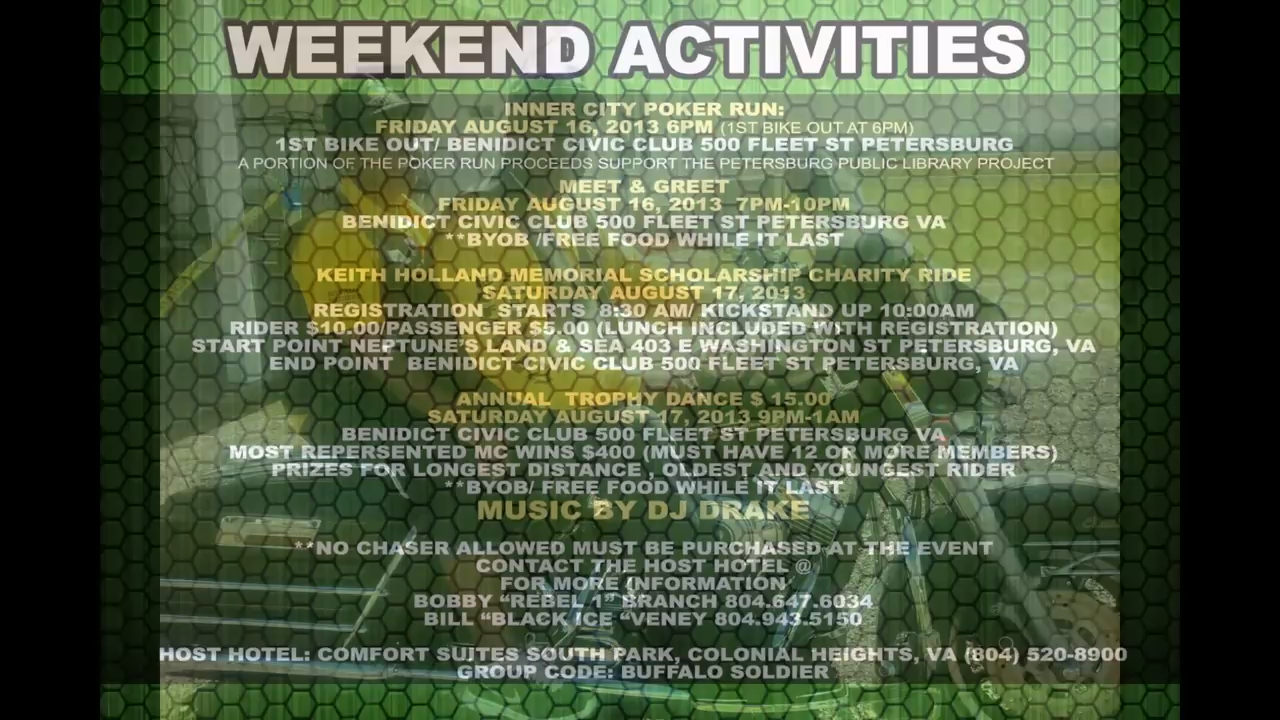 WEEKEND ACTIVITIES
INNER CITY POKER RUN:
FRIDAY AUGUST 16, 2013 6PM (1ST BIKE OUT AT 6PM)
1ST BIKE OUT/ BENIDICT CIVIC CLUB 500 FLEET ST PETERSBURG
A PORTION OF THE POKER RUN PROCEEDS SUPPORT THE PETERSBURG PUBLIC LIBRARY PROJECT
MEET & GREET
FRIDAY AUGUST 16, 2013 7PM-10PM
BENIDICT CIVIC CLUB 500 FLEET ST PETERSBURG VA
**BYOB /FREE FOOD WHILE IT LAST
KEITH HOLLAND MEMORIAL SCHOLARSHIP CHARITY RIDE
SATURDAY AUGUST 17, 2013
REGISTRATION STARTS 8:30 AM/ KICKSTAND UP 10:00AM
RIDER $10.00/PASSENGER $5.00 (LUNCH INCLUDED WITH REGISTRATION)
START POINT NEPTUNE'S LAND & SEA 403 E WASHINGTON ST PETERSBURG, VA
END POINT BENIDICT CIVIC CLUB 500 FLEET ST PETERSBURG, VA
ANNUAL TROPHY DANCE $ 15.00
SATURDAY AUGUST 17, 2013 9PM-1AM
BENIDICT CIVIC CLUB 500 FLEET ST PETERSBURG VA
MOST REPERSENTED MC WINS $400 (MUST HAVE 12 OR MORE MEMBERS)
PRIZES FOR LONGEST DISTANCE , OLDEST AND YOUNGEST RIDER
**BYOB/ FREE FOOD WHILE IT LAST
MUSIC BY DJ DRAKE
**NO CHASER ALLOWED MUST BE PURCHASED AT THE EVENT
CONTACT THE HOST HOTEL @
FOR MORE INFORMATION
BOBBY "REBEL 1" BRANCH 804.647.6034
BILL "BLACK ICE "VENEY 804.943.5150
HOST HOTEL: COMFORT SUITES SOUTH PARK, COLONIAL HEIGHTS, VA (804) 520-8900
GROUP CODE: BUFFALO SOLDIER